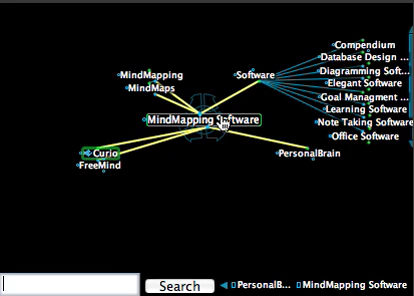 Compendium
Database Design ...
MindMapping
Software
Diagramming Soft...
MindMaps
Elegant Software
Goal Managment ...
Learning Software
MindMapping Software
Note Taking Software
Office Software
Curio
PersonalBrain
FreeMind
Search
PersonalB...
MindMapping Software